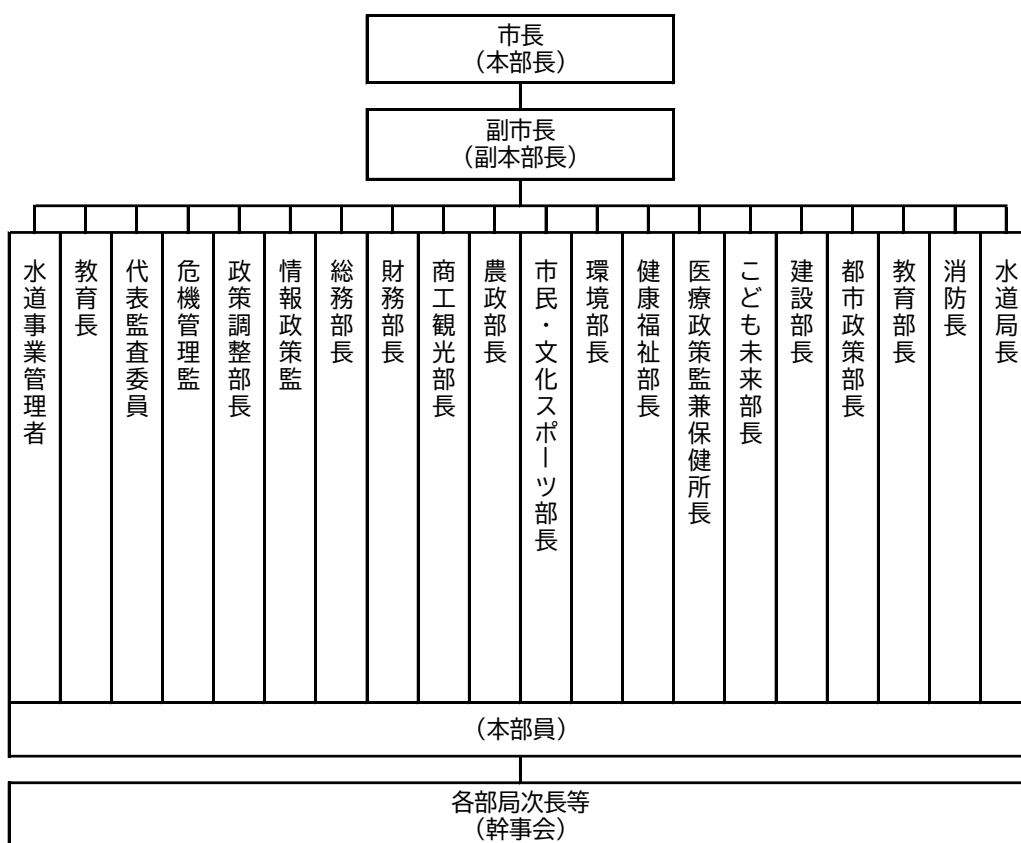 市長
（本部長）
副市長
（副本部長）
水道事業管理者
教育長
代表監査委員
危機管理監
政策調整部長
情報政策監
総務部長
財務部長
商工観光部長
農政部長
市民・文化スポーツ部長
環境部長
健康福祉部長
医療政策監兼保健所長
こども未来部長
建設部長
都市政策部長
教育部長
消防長
水道局長
（本部員）
各部局次長等
（幹事会）